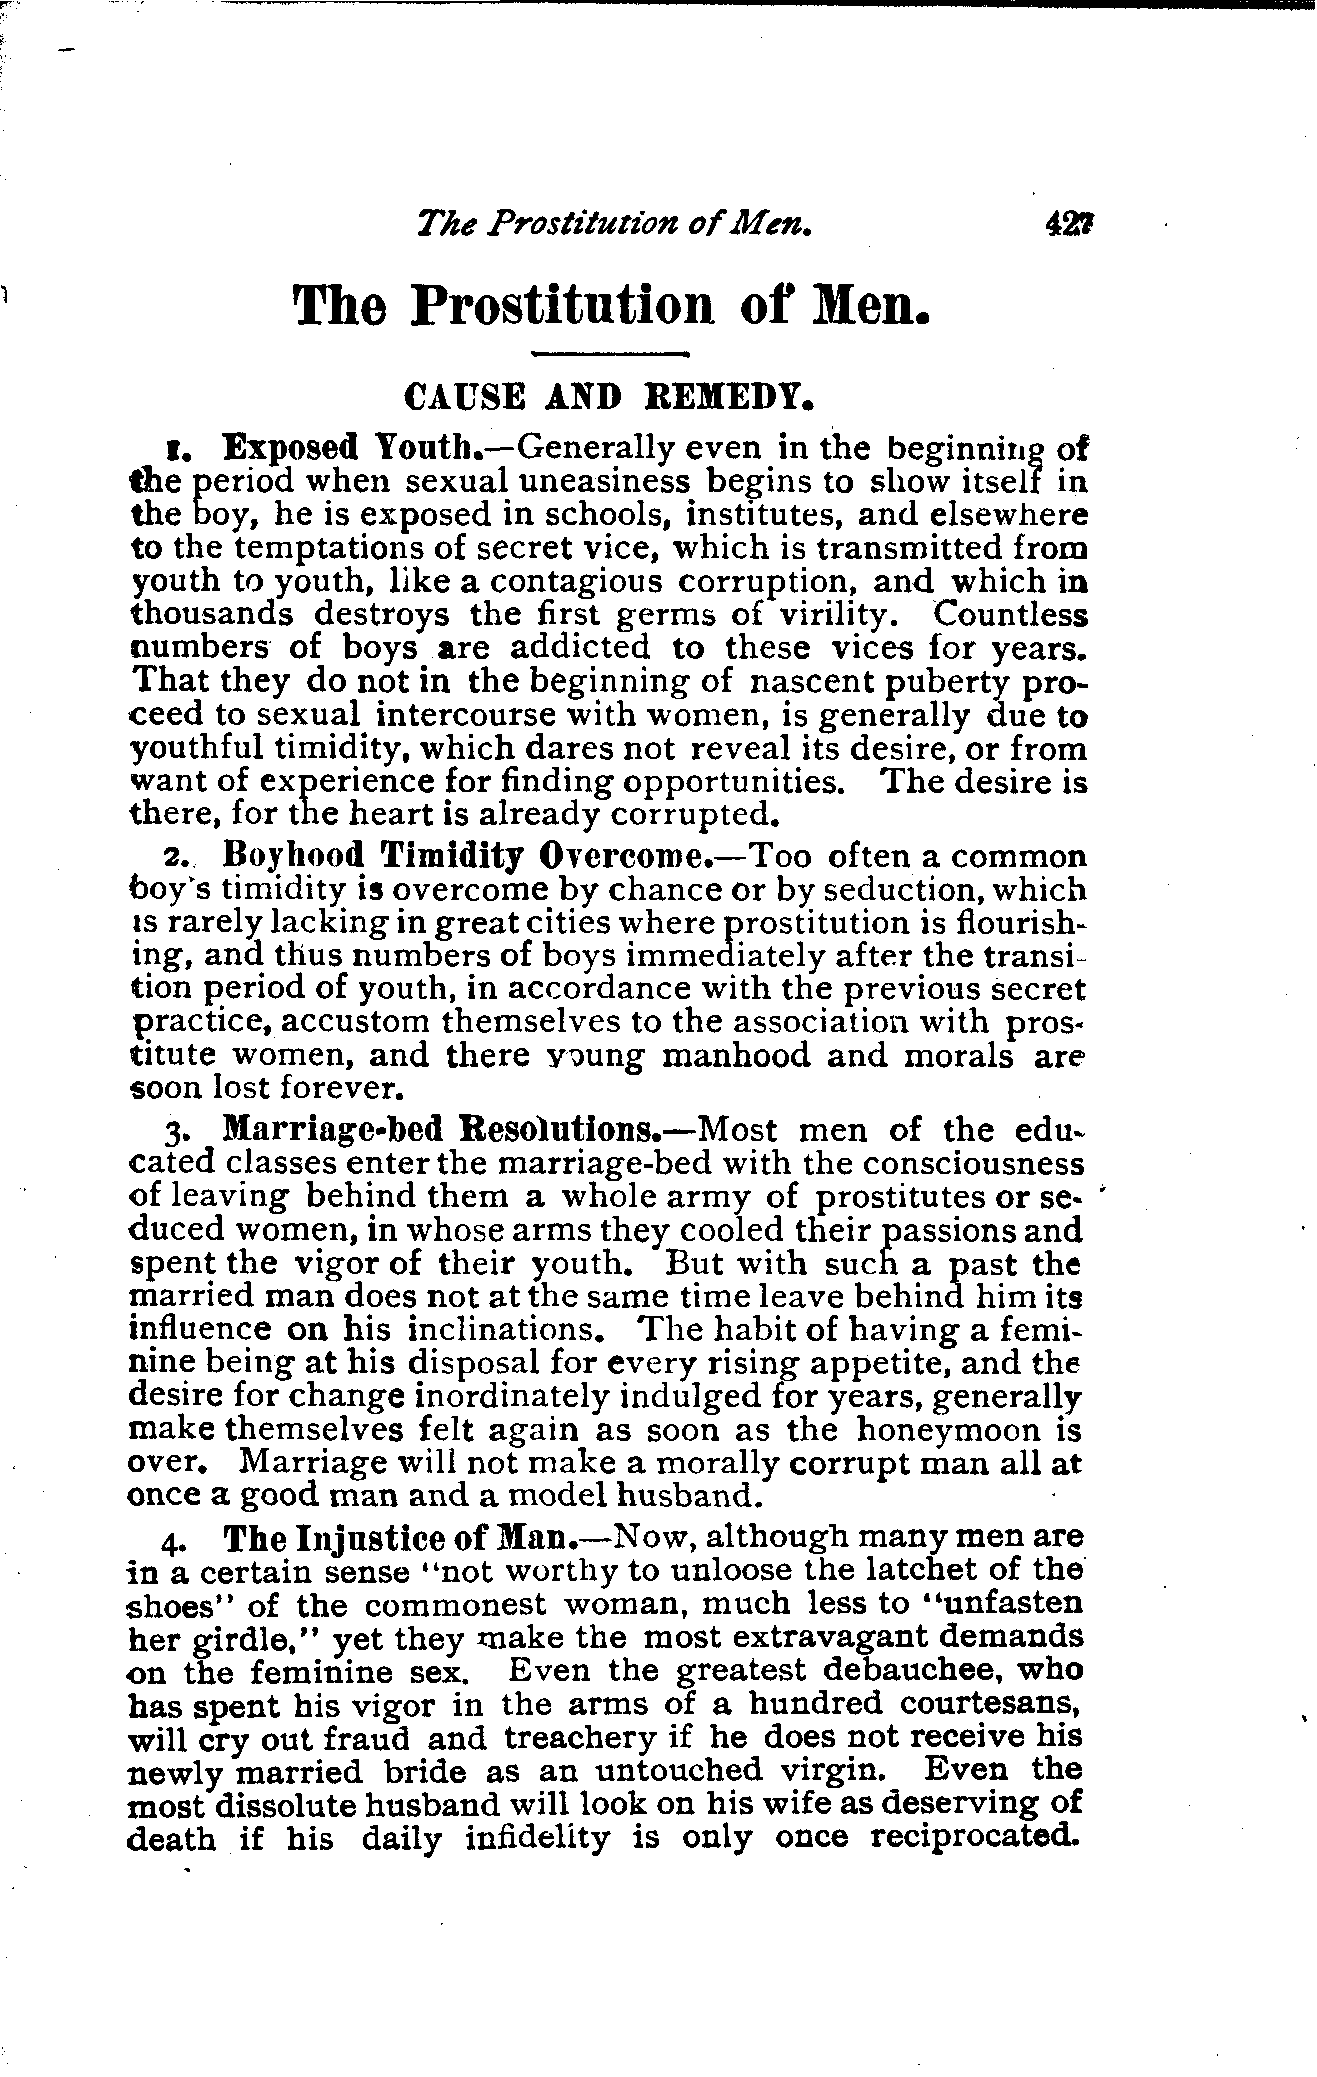 The Prostitution of Men. 427
The Prostitution of Men.
CAUSE AND REMEDY.
1. Exposed Youth.—Generally even in the beginning of
the period when sexual uneasiness begins to show itself in
the boy, he is exposed in schools, institutes, and elsewhere
to the temptations of secret vice, which is transmitted from
youth to youth, like a contagious corruption, and which in
thousands destroys the first germs of virility. Countless
numbers of boys are addicted to these vices for years.
That they do not in the beginning of nascent puberty pro-
ceed to sexual intercourse with women, is generally due to
youthful timidity, which dares not reveal its desire, or from
want of experience for finding opportunities. The desire is
there, for the heart is already corrupted.
2. Boyhood Timidity Overcome.—Too often a common
boy's timidity is overcome by chance or by seduction, which
is rarely lacking in great cities where prostitution is flourish-
ing, and thus numbers of boys immediately after the transi-
tion period of youth, in accordance with the previous secret
practice, accustom themselves to the association with pros-
titute women, and there young manhood and morals are
soon lost forever.
3. Marriage-bed Resolutions.—Most men of the edu-
cated classes enter the marriage-bed with the consciousness
of leaving behind them a whole army of prostitutes or se-
duced women, in whose arms they cooled their passions and
spent the vigor of their youth. But with such a past the
married man does not at the same time leave behind him its
influence on his inclinations. The habit of having a femi-
nine being at his disposal for every rising appetite, and the
desire for change inordinately indulged for years, generally
make themselves felt again as soon as the honeymoon is
over. Marriage will not make a morally corrupt man all at
once a good man and a model husband.
4. The Injustice of Man.—Now, although many men are
in a certain sense "not worthy to unloose the latchet of the
shoes" of the commonest woman, much less to "unfasten
her girdle," yet they make the most extravagant demands
on the feminine sex. Even the greatest debauchee, who
has spent his vigor in the arms of a hundred courtesans,
will cry out fraud and treachery if he does not receive his
newly married bride as an untouched virgin. Even the
most dissolute husband will look on his wife as deserving of
death if his daily infidelity is only once reciprocated.